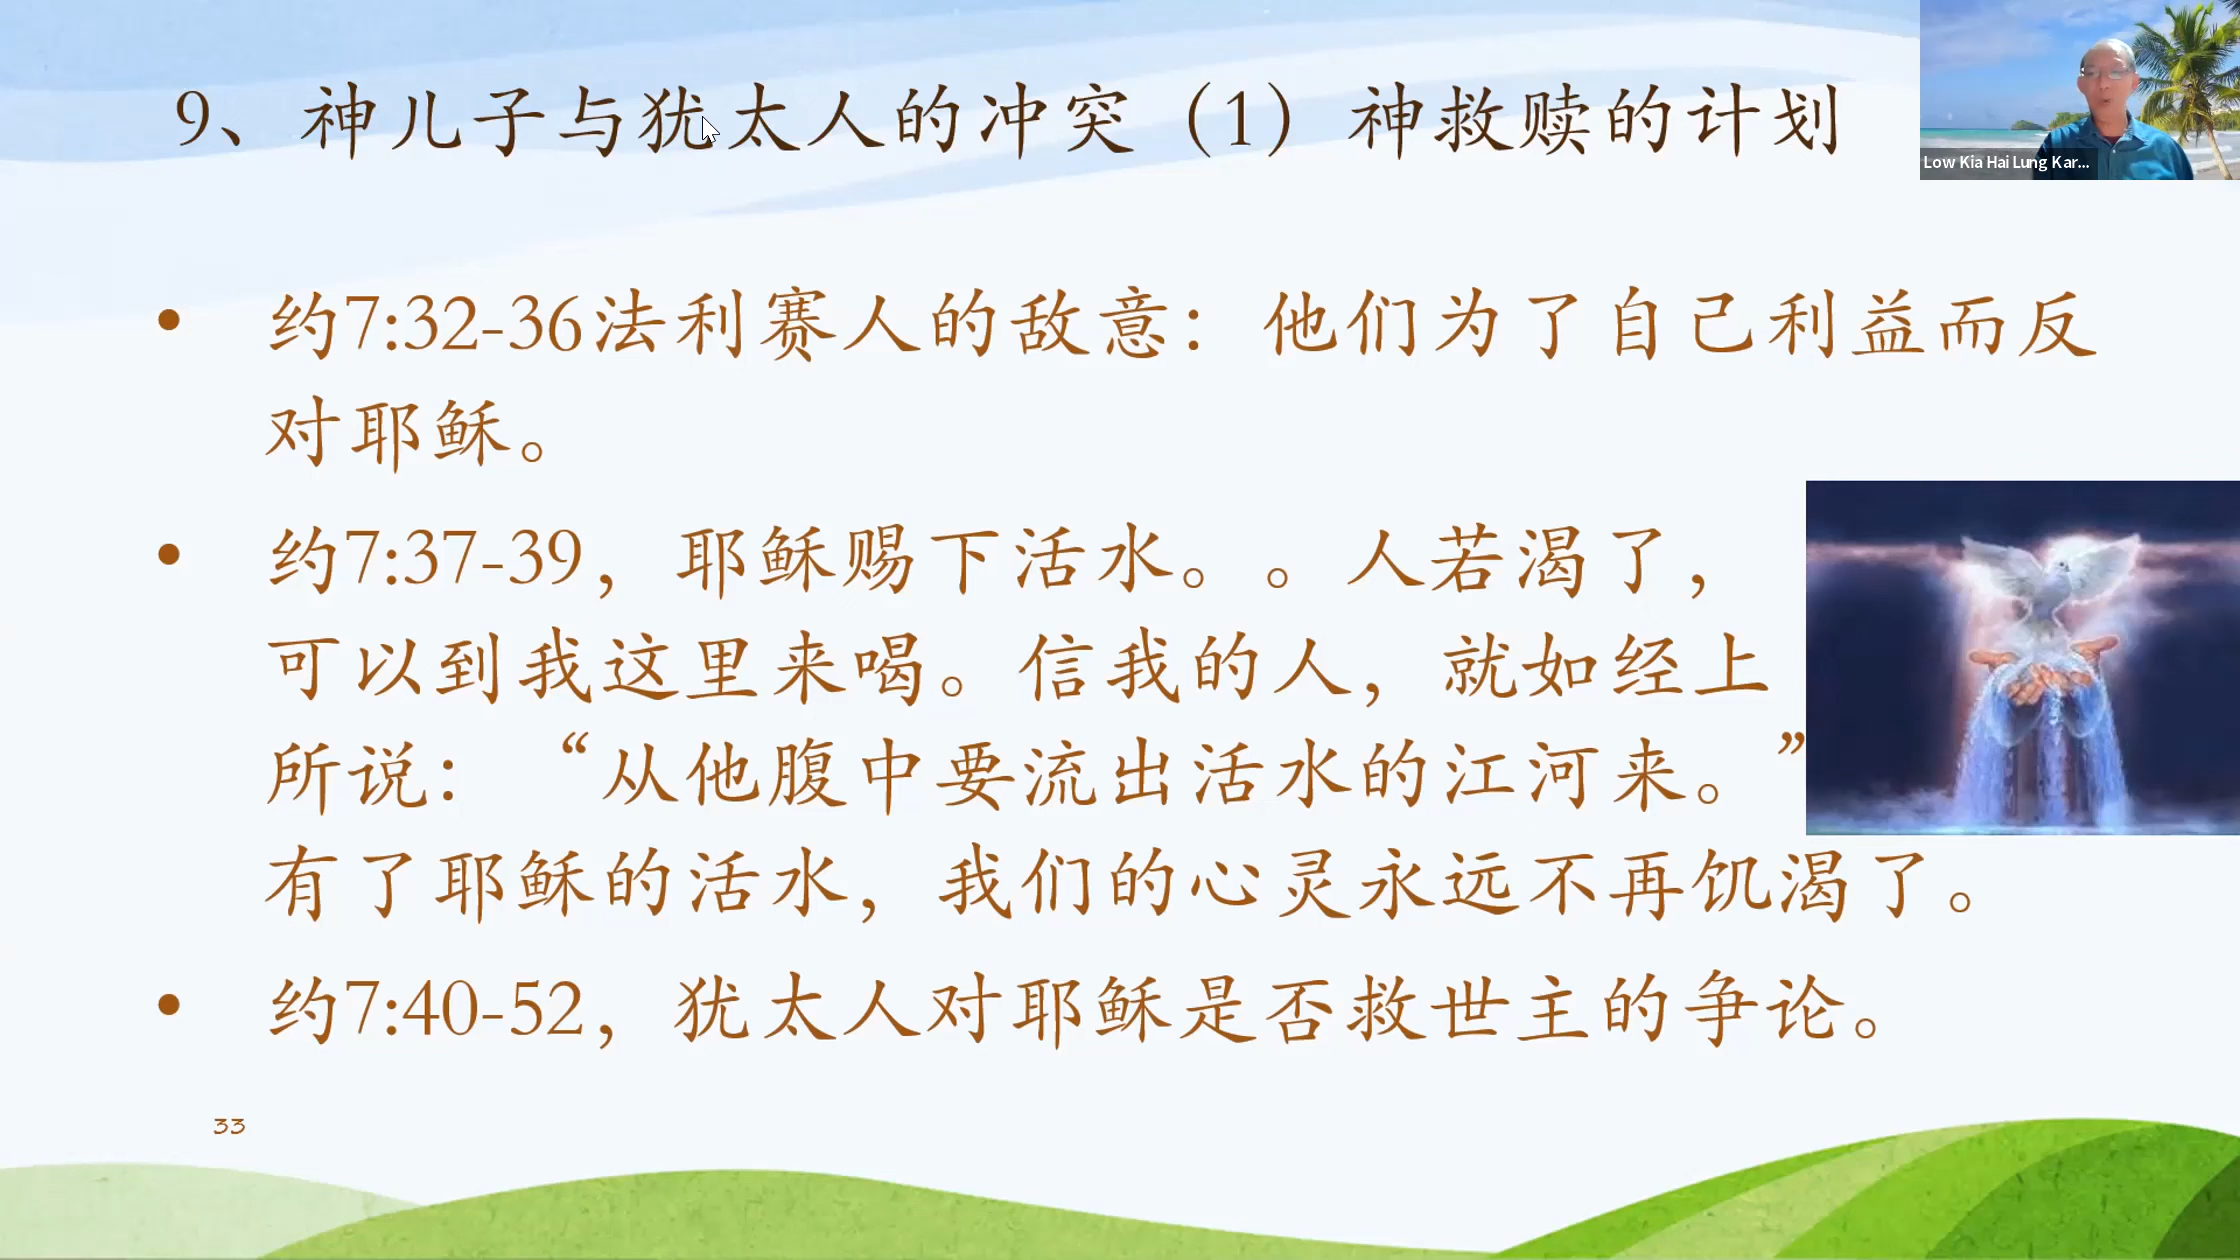 9、神儿子与犹太人的冲突（1）神救赎的计划
Low Kia Hai Lung Kar...
• 约7:32-36法利赛人的敌意：他们为了自己利益而反
对耶稣。
• 约7:37-39，耶稣赐下活水。。人若渴了，
可以到我这里来喝。信我的人，就如经上
所说：“从他腹中要流出活水的江河来。”
有了耶稣的活水，我们的心灵永远不再饥渴了。
• 约7:40-52，犹太人对耶稣是否救世主的争论。
33